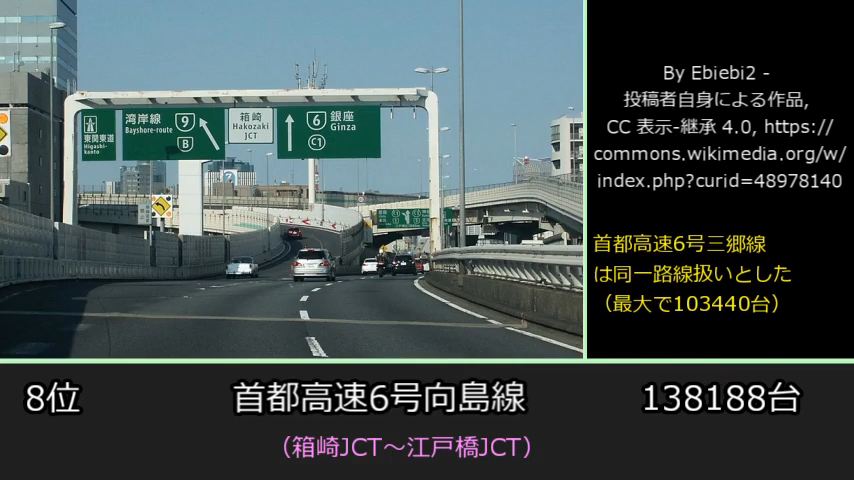 東関東道
Higashi-
kanto
湾岸線
Bayshore-route
9
B
箱崎
Hakozaki
JCT
6
銀座
Ginza
C1
By Ebiebi2 -
投稿者自身による作品,
CC 表示-継承 4.0, https://
commons.wikimedia.org/w/
index.php?curid=48978140
首都高速6号三郷線
は同一路線扱いとした
（最大で103440台）
8位 首都高速6号向島線 138188台
（箱崎JCT～江戸橋JCT）